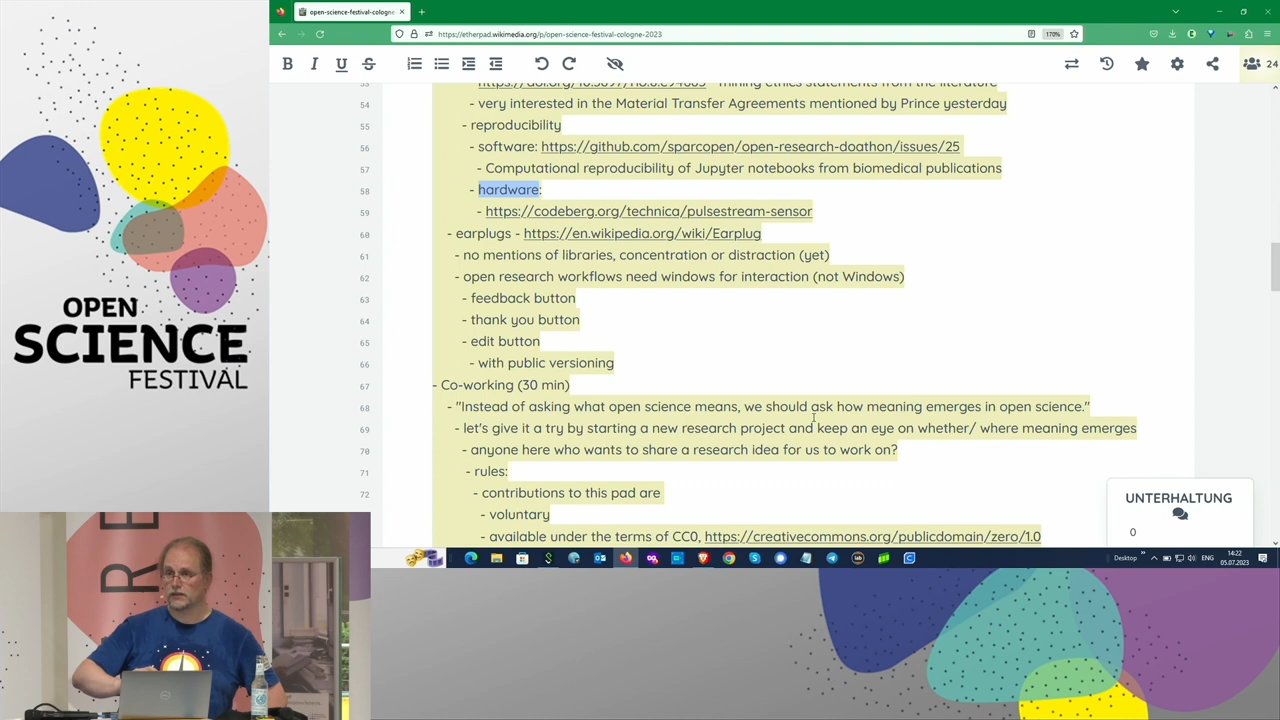 OPEN
SCIENCE
FESTIVAL
open-science-festival-cologne
https://etherpad.wikimedia.org/p/open-science-festival-cologne-2023
170%
B I U S
24
53
54 - very interested in the Material Transfer Agreements mentioned by Prince yesterday
55 - reproducibility
56 - software: https://github.com/sparcopen/open-research-doathon/issues/25
57 - Computational reproducibility of Jupyter notebooks from biomedical publications
58 - hardware:
59 - https://codeberg.org/technica/pulsestream-sensor
60 - earplugs - https://en.wikipedia.org/wiki/Earplug
61 - no mentions of libraries, concentration or distraction (yet)
62 - open research workflows need windows for interaction (not Windows)
63 - feedback button
64 - thank you button
65 - edit button
66 - with public versioning
67 - Co-working (30 min)
68 - "Instead of asking what open science means, we should ask how meaning emerges in open science."
69 - let's give it a try by starting a new research project and keep an eye on whether/ where meaning emerges
70 - anyone here who wants to share a research idea for us to work on?
71 - rules:
72 - contributions to this pad are
- voluntary
- available under the terms of CC0, https://creativecommons.org/publicdomain/zero/1.0
UNTERHALTUNG
0
Desktop
ENG
14:22
05.07.2023
RE
DELL